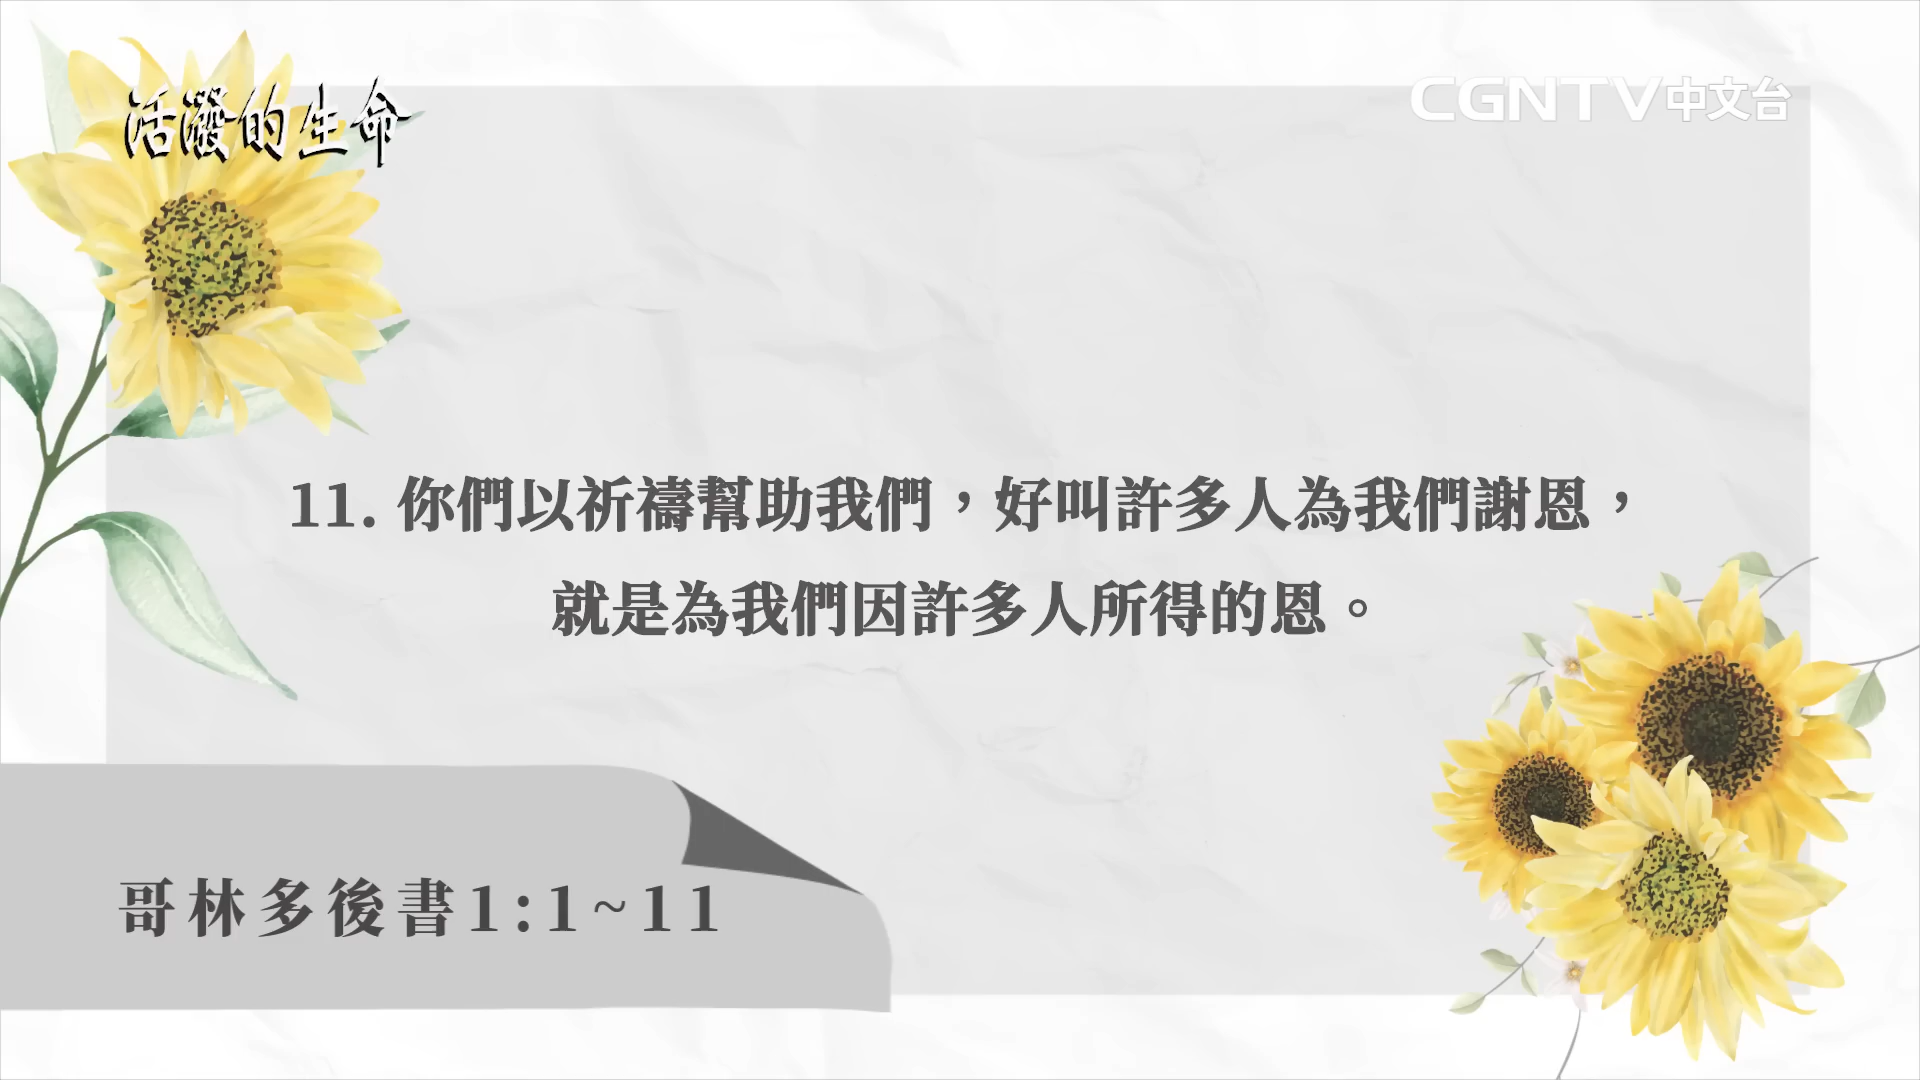 活潑的生命
CGNTV中文台
11. 你們以祈禱幫助我們，好叫許多人為我們謝恩，
就是為我們因許多人所得的恩。
哥林多後書1:1~11